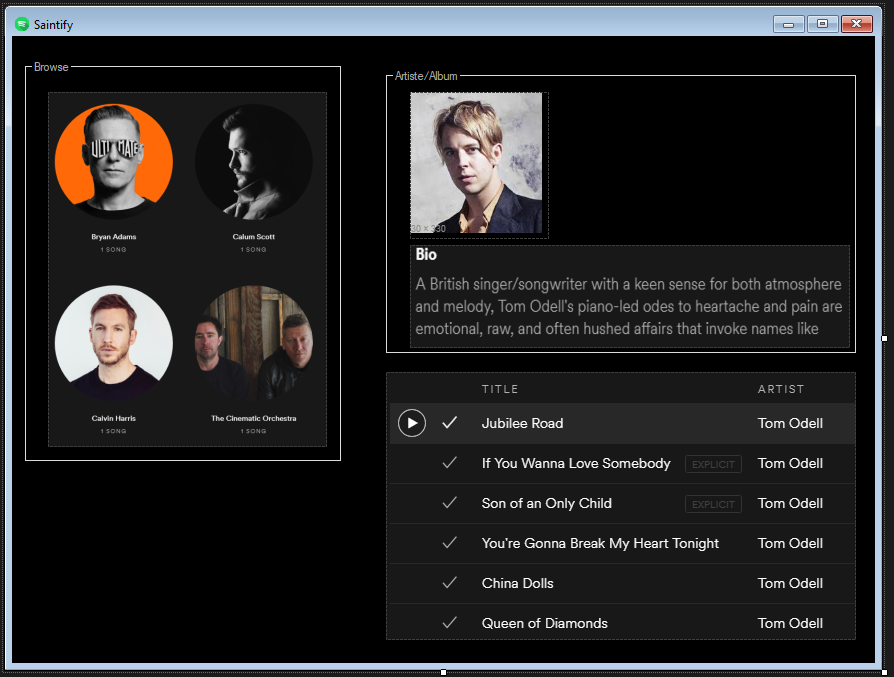 Saintify
Browse
ULTIMATE
Bryan Adams
1 SONG
Calum Scott
1 SONG
Calvin Harris
1 SONG
The Cinematic Orchestra
1 SONG
Artiste/Album
Bio
A British singer/songwriter with a keen sense for both atmosphere
and melody, Tom Odell's piano-led odes to heartache and pain are
emotional, raw, and often hushed affairs that invoke names like
TITLE ARTIST
Jubilee Road Tom Odell
If You Wanna Love Somebody EXPLICIT Tom Odell
Son of an Only Child EXPLICIT Tom Odell
You're Gonna Break My Heart Tonight Tom Odell
China Dolls Tom Odell
Queen of Diamonds Tom Odell